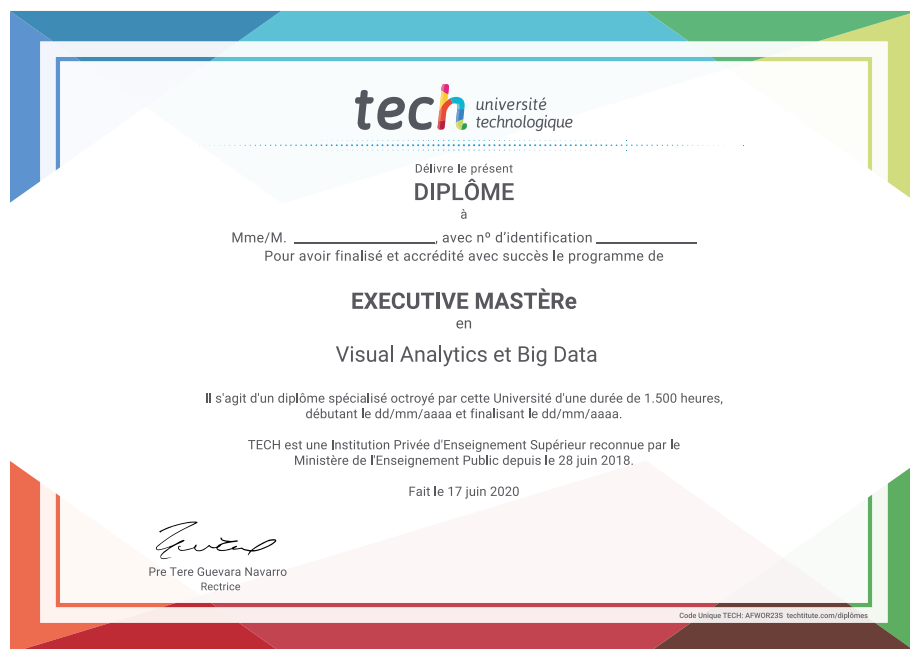 tech université
technologique
Délivre le présent
DIPLÔME
à
Mme/M. ________________, avec nº d'identification ____________
Pour avoir finalisé et accrédité avec succès le programme de
EXECUTIVE MASTÈRe
en
Visual Analytics et Big Data
Il s'agit d'un diplôme spécialisé octroyé par cette Université d'une durée de 1.500 heures,
débutant le dd/mm/aaaa et finalisant le dd/mm/aaaa.
TECH est une Institution Privée d'Enseignement Supérieur reconnue par le
Ministère de l'Enseignement Public depuis le 28 juin 2018.
Fait le 17 juin 2020
Pre Tere Guevara Navarro
Rectrice
Code Unique TECH: AFWOR23S techtitute.com/diplômes